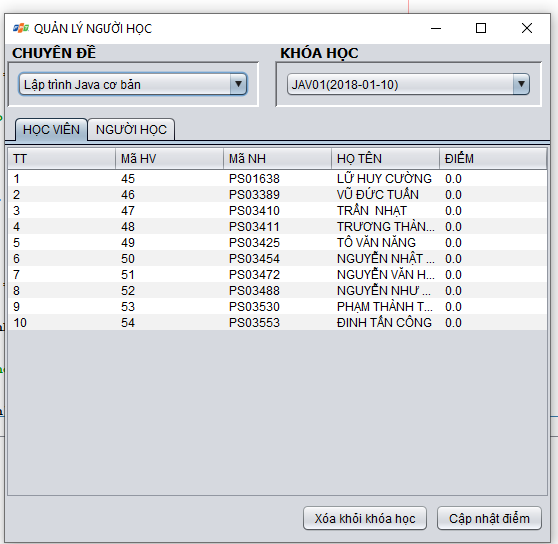 QUẢN LÝ NGƯỜI HỌC
CHUYÊN ĐỀ KHÓA HỌC
Lập trình Java cơ bản JAV01(2018-01-10)
HỌC VIÊN NGƯỜI HỌC
TT Mã HV Mã NH HỌ TÊN ĐIỂM
1 45 PS01638 LỮ HUY CƯỜNG 0.0
2 46 PS03389 VŨ ĐỨC TUẤN 0.0
3 47 PS03410 TRẦN NHẠT 0.0
4 48 PS03411 TRƯƠNG THÀN... 0.0
5 49 PS03425 TÔ VĂN NĂNG 0.0
6 50 PS03454 NGUYỄN NHẬT ... 0.0
7 51 PS03472 NGUYỄN VĂN H... 0.0
8 52 PS03488 NGUYỄN NHƯ ... 0.0
9 53 PS03530 PHẠM THÀNH T... 0.0
10 54 PS03553 ĐINH TẤN CÔNG 0.0
Xóa khỏi khóa học Cập nhật điểm